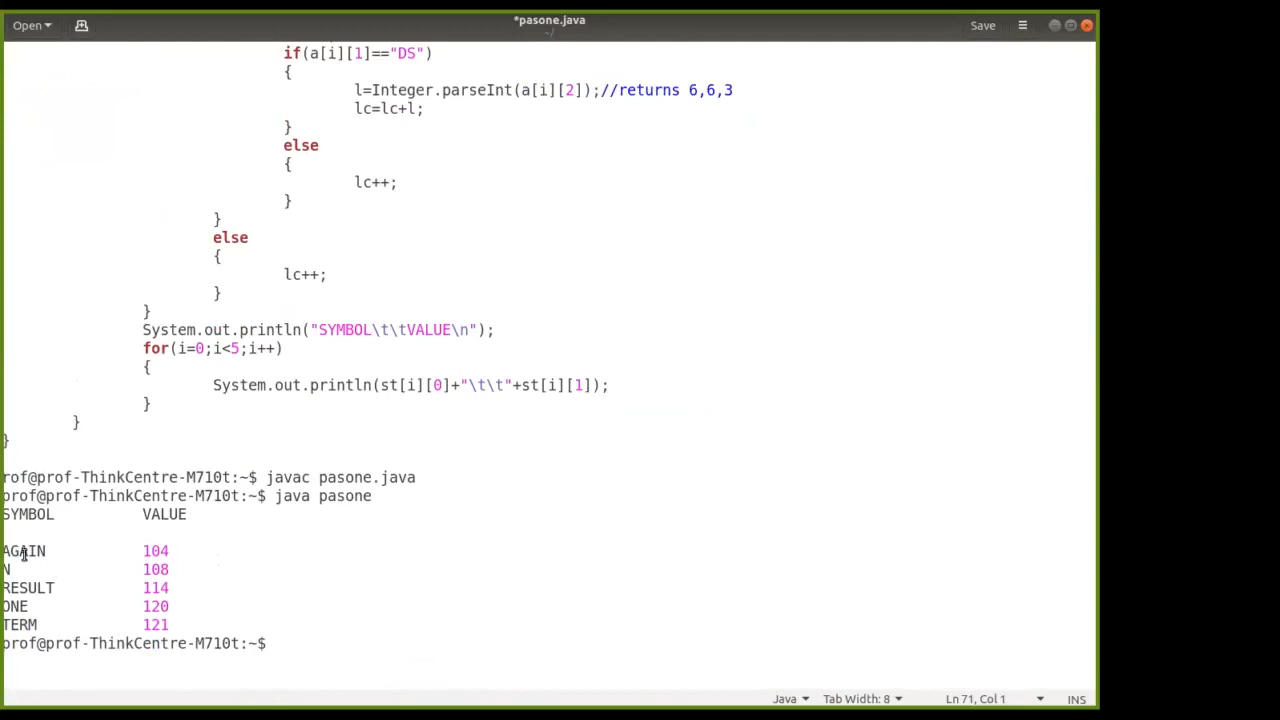 Open
*pasone.java
~/
Save
if(a[i][1]=="DS")
{
l=Integer.parseInt(a[i][2]);//returns 6,6,3
lc=lc+l;
}
else
{
lc++;
}
}
else
{
lc++;
}
}
System.out.println("SYMBOL\t\tVALUE\n");
for(i=0;i<5;i++)
{
System.out.println(st[i][0]+"\t\t"+st[i][1]);
}
}
}
rof@prof-ThinkCentre-M710t:~$ javac pasone.java
prof@prof-ThinkCentre-M710t:~$ java pasone
SYMBOL VALUE
AGAIN 104
N 108
RESULT 114
ONE 120
TERM 121
prof@prof-ThinkCentre-M710t:~$
Java Tab Width: 8 Ln 71, Col 1 INS